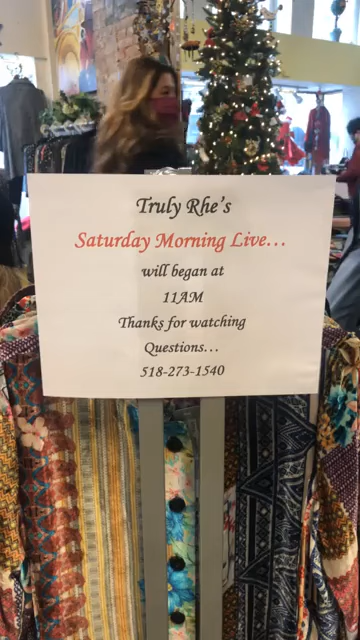 Truly Rhe's
Saturday Morning Live...
will began at
11AM
Thanks for watching
Questions...
518-273-1540